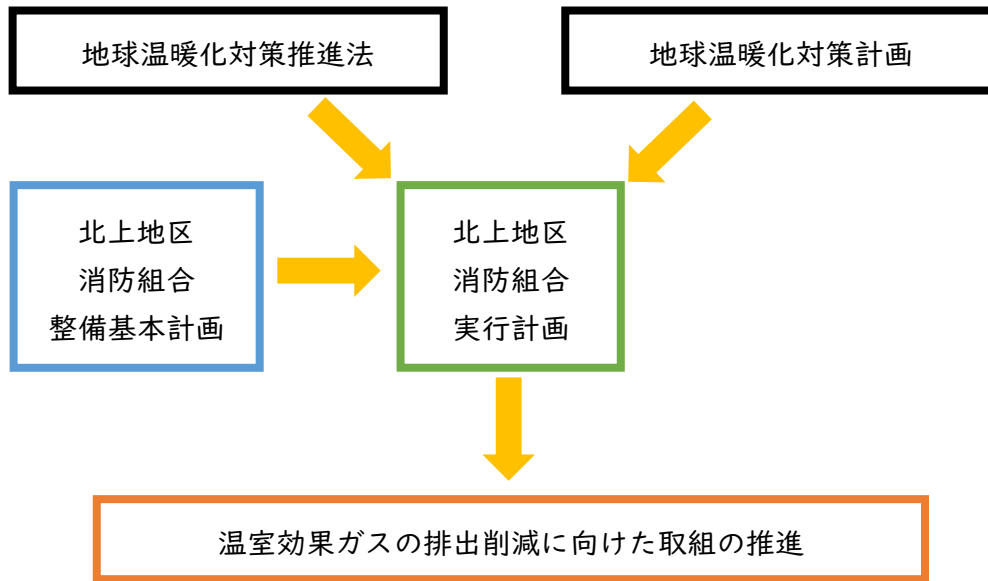 地球温暖化対策推進法
地球温暖化対策計画
北上地区
消防組合
整備基本計画
北上地区
消防組合
実行計画
温室効果ガスの排出削減に向けた取組の推進